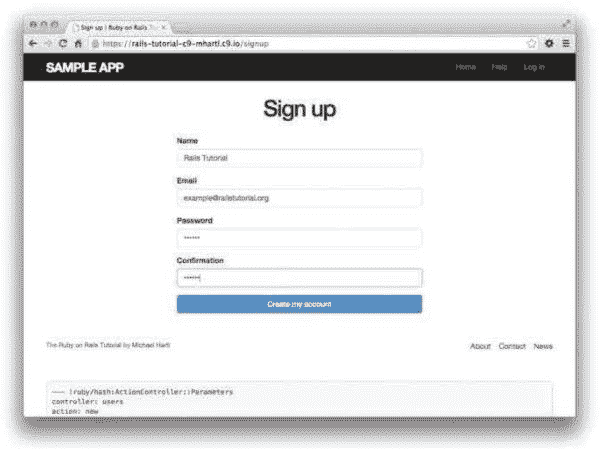 Sign up | Ruby on Rails Tu
https://rails-tutorial-c9-mhartl.c9.io/signup
SAMPLE APP Home Help Log in
Sign up
Name
Rails Tutorial
Email
example@railstutorial.org
Password
••••••
Confirmation
••••••
Create my account
The Ruby on Rails Tutorial by Michael Hartl About Contact News
--- !ruby/hash:ActionController::Parameters
controller: users
action: new